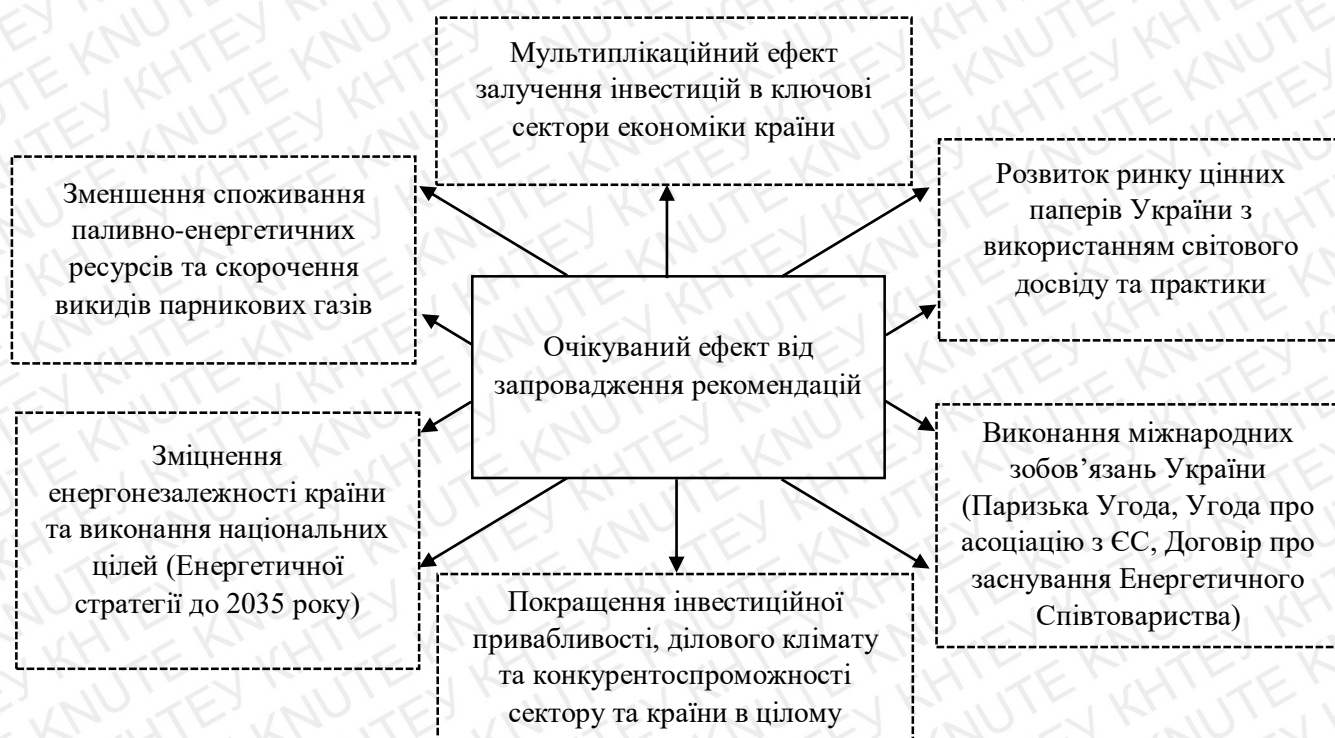 Мультиплікаційний ефект
залучення інвестицій в ключові
сектори економіки країни
Зменшення споживання
паливно-енергетичних
ресурсів та скорочення
викидів парникових газів
Розвиток ринку цінних
паперів України з
використанням світового
досвіду та практики
Очікуваний ефект від
запровадження рекомендацій
Зміцнення
енергонезалежності країни
та виконання національних
цілей (Енергетичної
стратегії до 2035 року)
Виконання міжнародних
зобов’язань України
(Паризька Угода, Угода про
асоціацію з ЄС, Договір про
заснування Енергетичного
Співтовариства)
Покращення інвестиційної
привабливості, ділового клімату
та конкурентоспроможності
сектору та країни в цілому